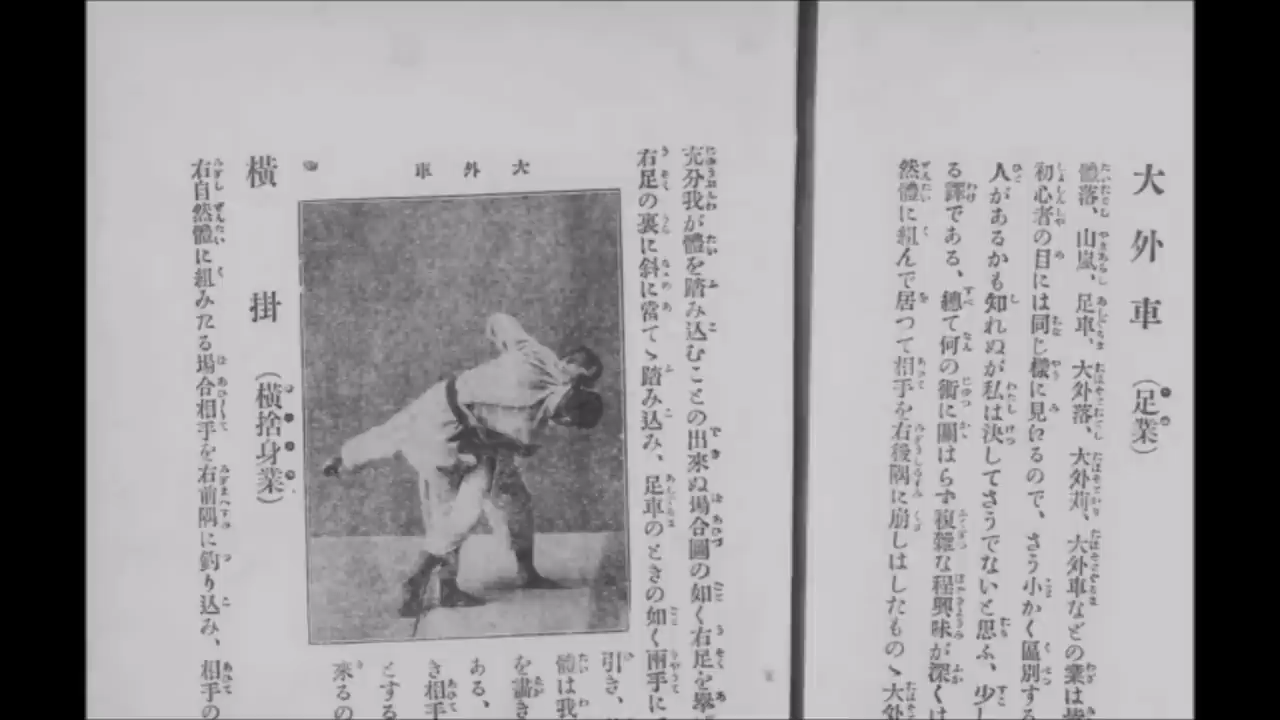 大外車（足業）
體落、山嵐、足車、大外落、大外刈、大外車などの業は皆
初心者の目には同じ樣に見ゆるので、さう小かく區別する
人があるかも知れぬが私は決してさうでないと思ふ、少し
る譯である、總て何の術に關はらず複雜な程興味が深くは
然體に組んで居つて相手を右後隅に崩しはしたものゝ大外
充分我が體を踏み込むことの出來ぬ場合圖の如く右足を擧
右足の裏に斜に當てゝ踏み込み、足車のときの如く兩手に
引き、
體は我
を畵き
ある、
き相手
とする
來るの
大外車
橫掛（橫捨身業）
右自然體に組みたる場合相手を右前隅に釣り込み、相手の